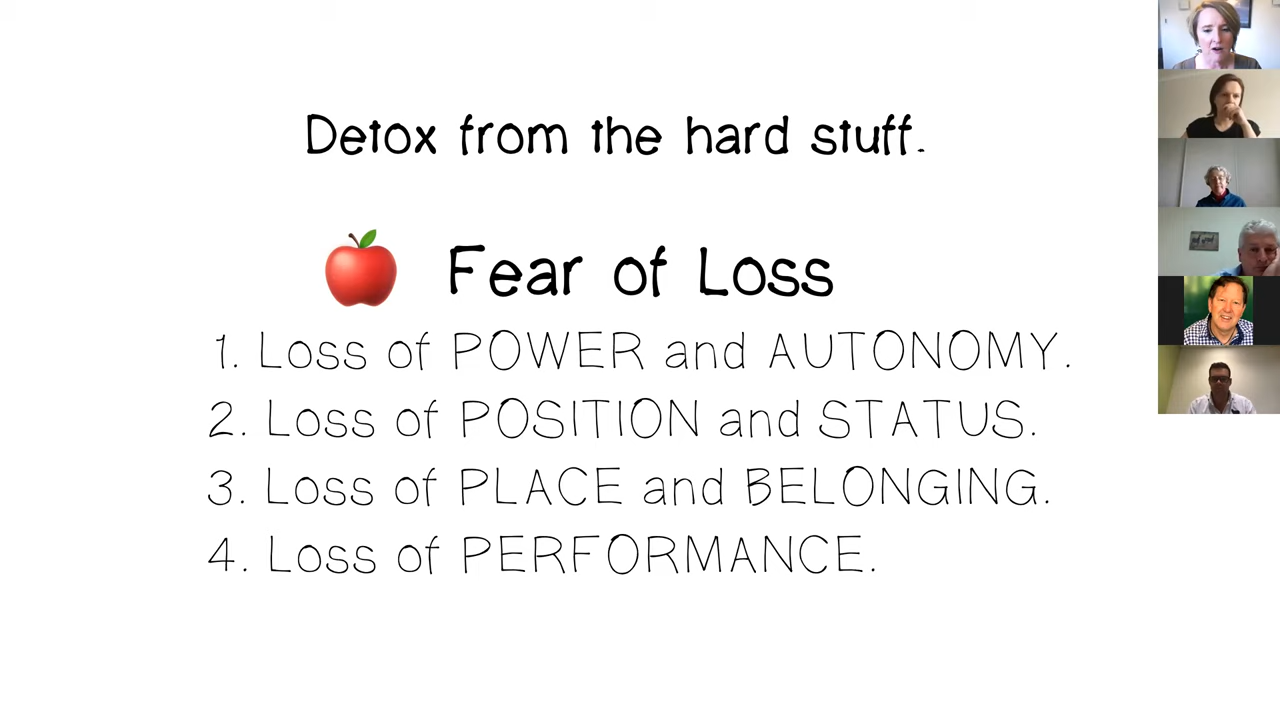 Detox from the hard stuff.
Fear of Loss
1. Loss of POWER and AUTONOMY.
2. Loss of POSITION and STATUS.
3. Loss of PLACE and BELONGING.
4. Loss of PERFORMANCE.